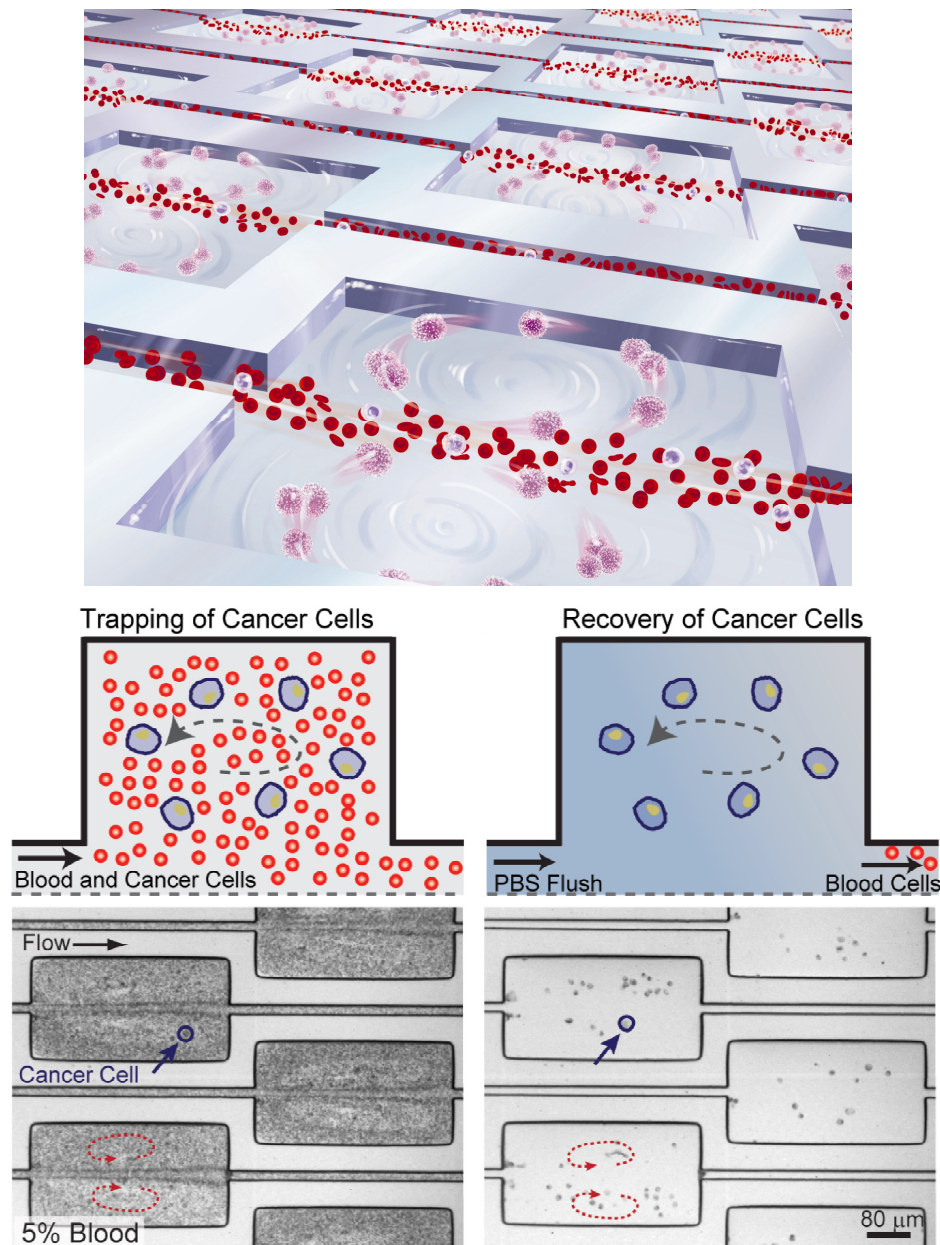 Trapping of Cancer Cells
Recovery of Cancer Cells
Blood and Cancer Cells
PBS Flush
Blood Cells
Flow
Cancer Cell
5% Blood
80 μm